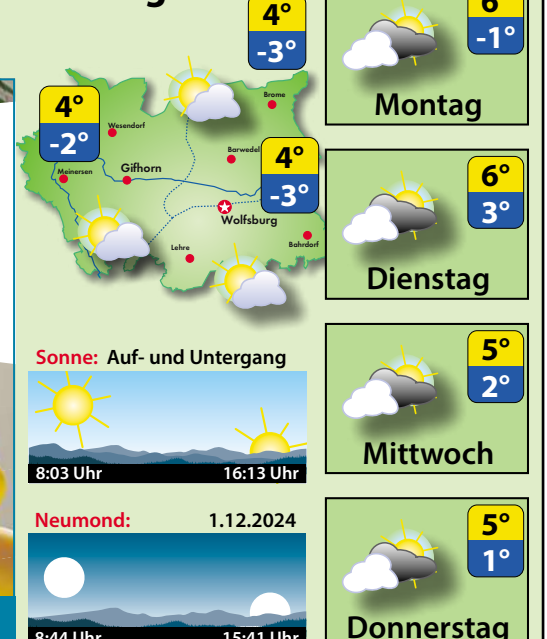 4°
-3°
4°
-2°
Brome
Wesendorf
Barwedel
4°
-3°
Meinersen
Gifhorn
Wolfsburg
Lehre
Bahrdorf
Sonne: Auf- und Untergang
8:03 Uhr 16:13 Uhr
Neumond: 1.12.2024
8:44 Uhr 15:41 Uhr
6°
-1°
Montag
6°
3°
Dienstag
5°
2°
Mittwoch
5°
1°
Donnerstag